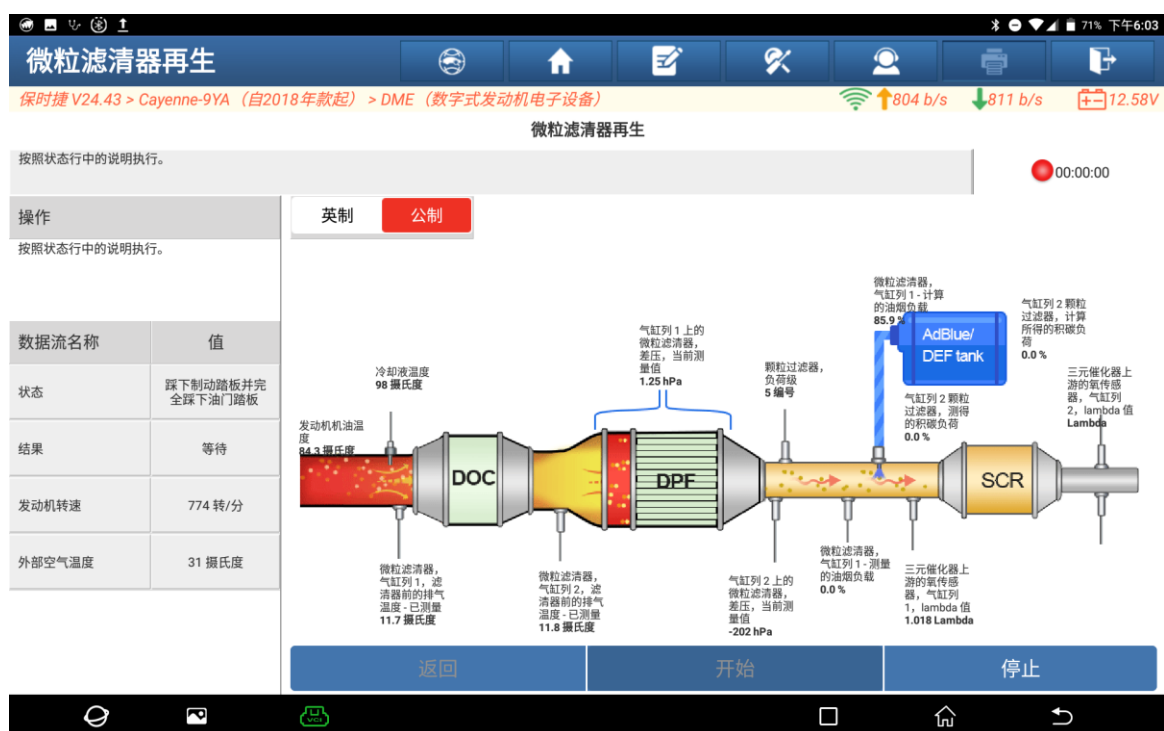 71% 下午6:03
微粒滤清器再生
保时捷 V24.43 > Cayenne-9YA（自2018年款起）> DME（数字式发动机电子设备）
804 b/s
811 b/s
12.58V
微粒滤清器再生
按照状态行中的说明执行。
00:00:00
操作
英制
公制
按照状态行中的说明执行。
数据流名称
值
状态
踩下制动踏板并完
全踩下油门踏板
结果
等待
发动机转速
774 转/分
外部空气温度
31 摄氏度
发动机机油温
度
84.3 摄氏度
冷却液温度
98 摄氏度
气缸列 1 上的
微粒滤清器，
差压，当前测
量值
1.25 hPa
颗粒过滤器，
负荷级
5 编号
微粒滤清器，
气缸列 1 - 计算
的油烟负载
85.9 %
AdBlue/
DEF tank
气缸列 2 颗粒
过滤器，计算
所得的积碳负
荷
0.0 %
气缸列 2 颗粒
过滤器，测得
的积碳负荷
0.0 %
三元催化器上
游的氧传感
器，气缸列
2，lambda 值
Lambda
DOC
DPF
SCR
微粒滤清器，
气缸列 1，滤
清器前的排气
温度 - 已测量
11.7 摄氏度
微粒滤清器，
气缸列 2，滤
清器前的排气
温度 - 已测量
11.8 摄氏度
气缸列 2 上的
微粒滤清器，
差压，当前测
量值
-202 hPa
微粒滤清器，
气缸列 1 - 测量
的油烟负载
0.0 %
三元催化器上
游的氧传感
器，气缸列
1，lambda 值
1.018 Lambda
返回
开始
停止
VCI